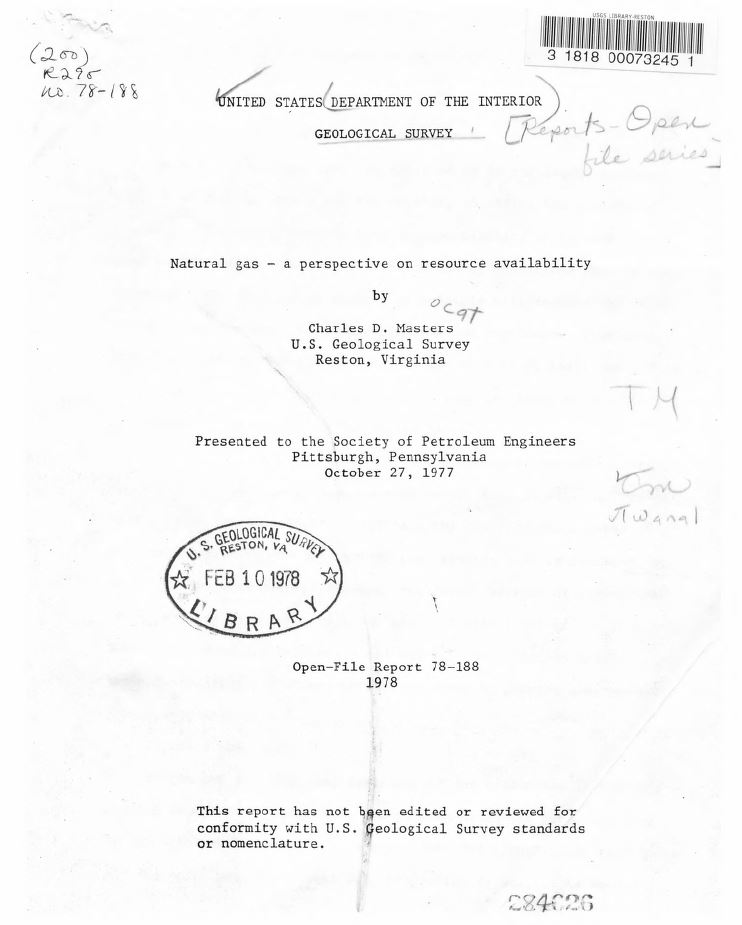 USGS LIBRARY-RESTON
3 1818 00073245 1
(200)
R290
no. 78-188
UNITED STATES (DEPARTMENT OF THE INTERIOR)
GEOLOGICAL SURVEY
[Reports - Open
file series]
Natural gas - a perspective on resource availability
by
Charles D. Masters
U.S. Geological Survey
Reston, Virginia
TM
Presented to the Society of Petroleum Engineers
Pittsburgh, Pennsylvania
October 27, 1977
U. S. GEOLOGICAL SURVEY
RESTON, VA.
FEB 10 1978
LIBRARY
Open-File Report 78-188
1978
This report has not been edited or reviewed for
conformity with U.S. Geological Survey standards
or nomenclature.
284026